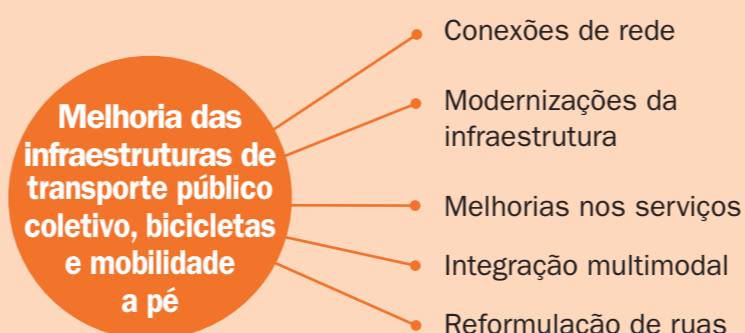 Melhoria das
infraestruturas de
transporte público
coletivo, bicicletas
e mobilidade
a pé
Conexões de rede
Modernizações da
infraestrutura
Melhorias nos serviços
Integração multimodal
Reformulação de ruas